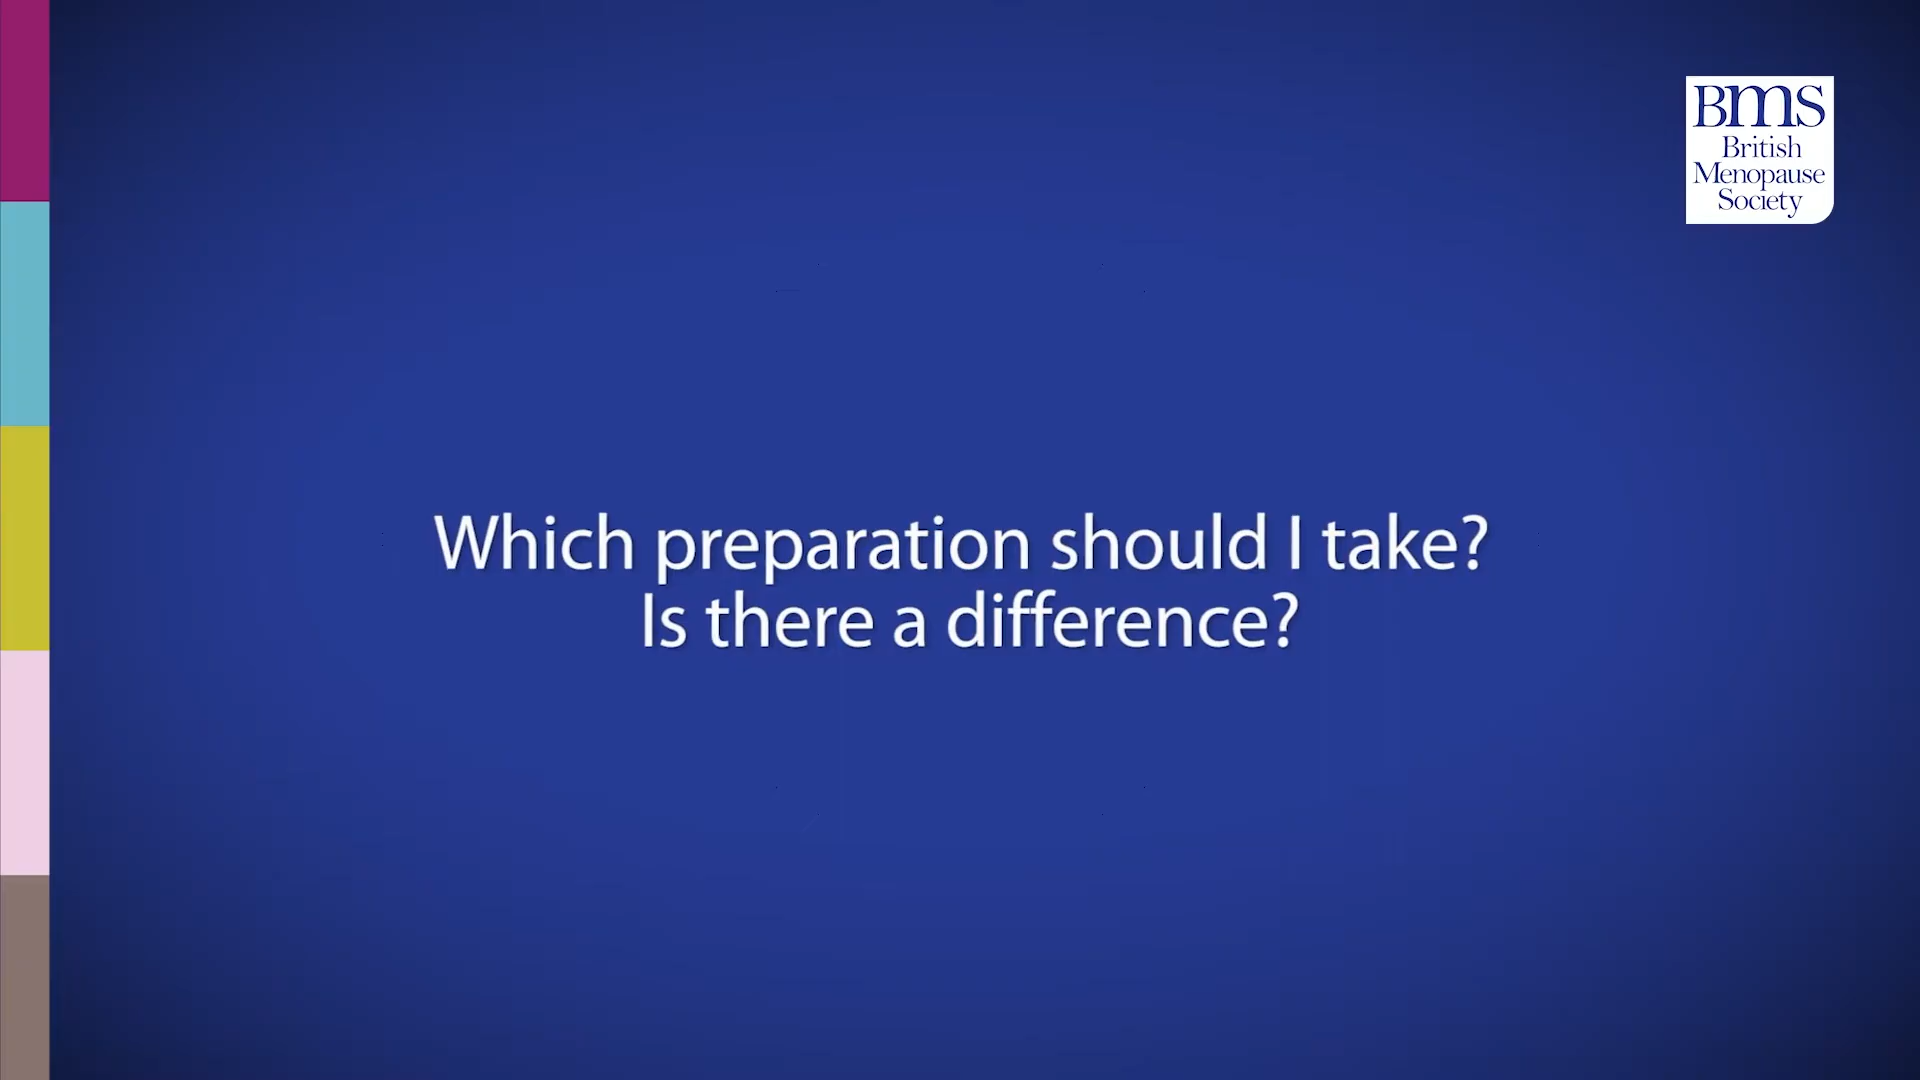 BMS
British
Menopause
Society
Which preparation should I take?
Is there a difference?